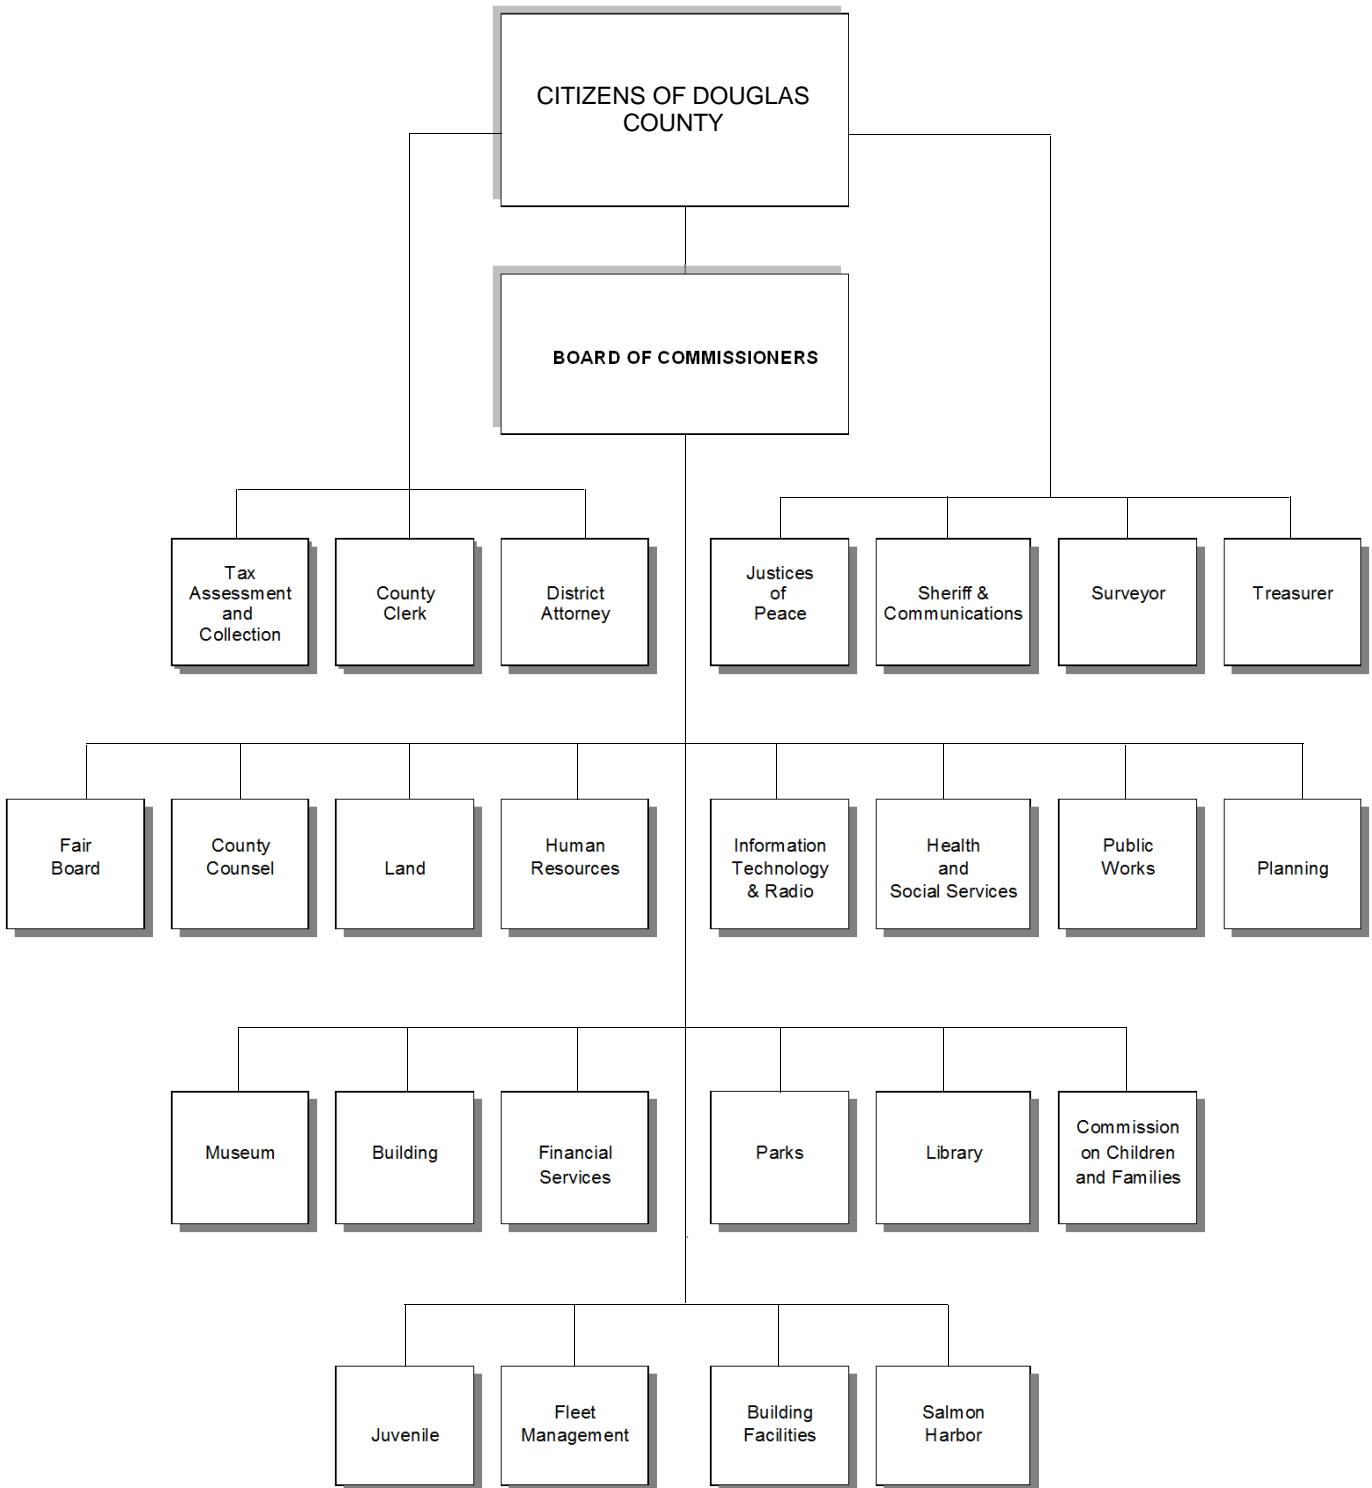 CITIZENS OF DOUGLAS
COUNTY
BOARD OF COMMISSIONERS
Tax
Assessment
and
Collection
County
Clerk
District
Attorney
Justices
of
Peace
Sheriff &
Communications
Surveyor
Treasurer
Fair
Board
County
Counsel
Land
Human
Resources
Information
Technology
& Radio
Health
and
Social Services
Public
Works
Planning
Museum
Building
Financial
Services
Parks
Library
Commission
on Children
and Families
Juvenile
Fleet
Management
Building
Facilities
Salmon
Harbor